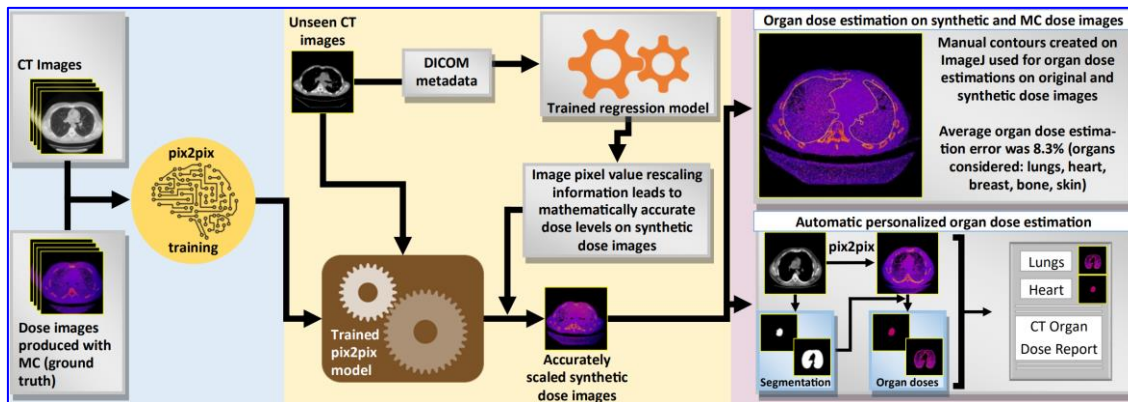 CT Images
Dose images
produced with
MC (ground
truth)
pix2pix
training
Unseen CT
images
DICOM
metadata
Trained regression model
Image pixel value rescaling
information leads to
mathematically accurate
dose levels on synthetic
dose images
Trained
pix2pix
model
Accurately
scaled synthetic
dose images
Organ dose estimation on synthetic and MC dose images
Manual contours created on
ImageJ used for organ dose
estimations on original and
synthetic dose images
Average organ dose estima-
tion error was 8.3% (organs
considered: lungs, heart,
breast, bone, skin)
Automatic personalized organ dose estimation
pix2pix
Segmentation
Organ doses
Lungs
Heart
CT Organ
Dose Report